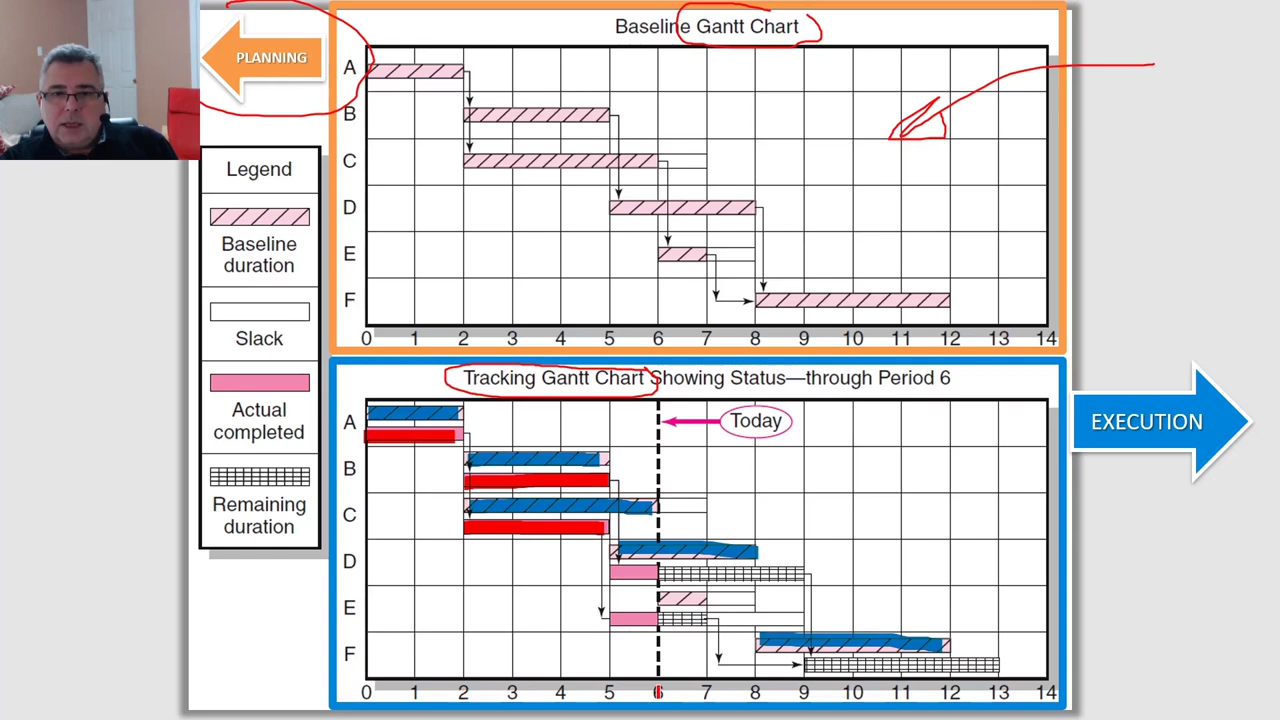 PLANNING
Baseline Gantt Chart
A
B
C
D
E
F
0 1 2 3 4 5 6 7 8 9 10 11 12 13 14
Legend
Baseline
duration
Slack
Actual
completed
Remaining
duration
Tracking Gantt Chart Showing Status—through Period 6
Today
A
B
C
D
E
F
0 1 2 3 4 5 6 7 8 9 10 11 12 13 14
EXECUTION